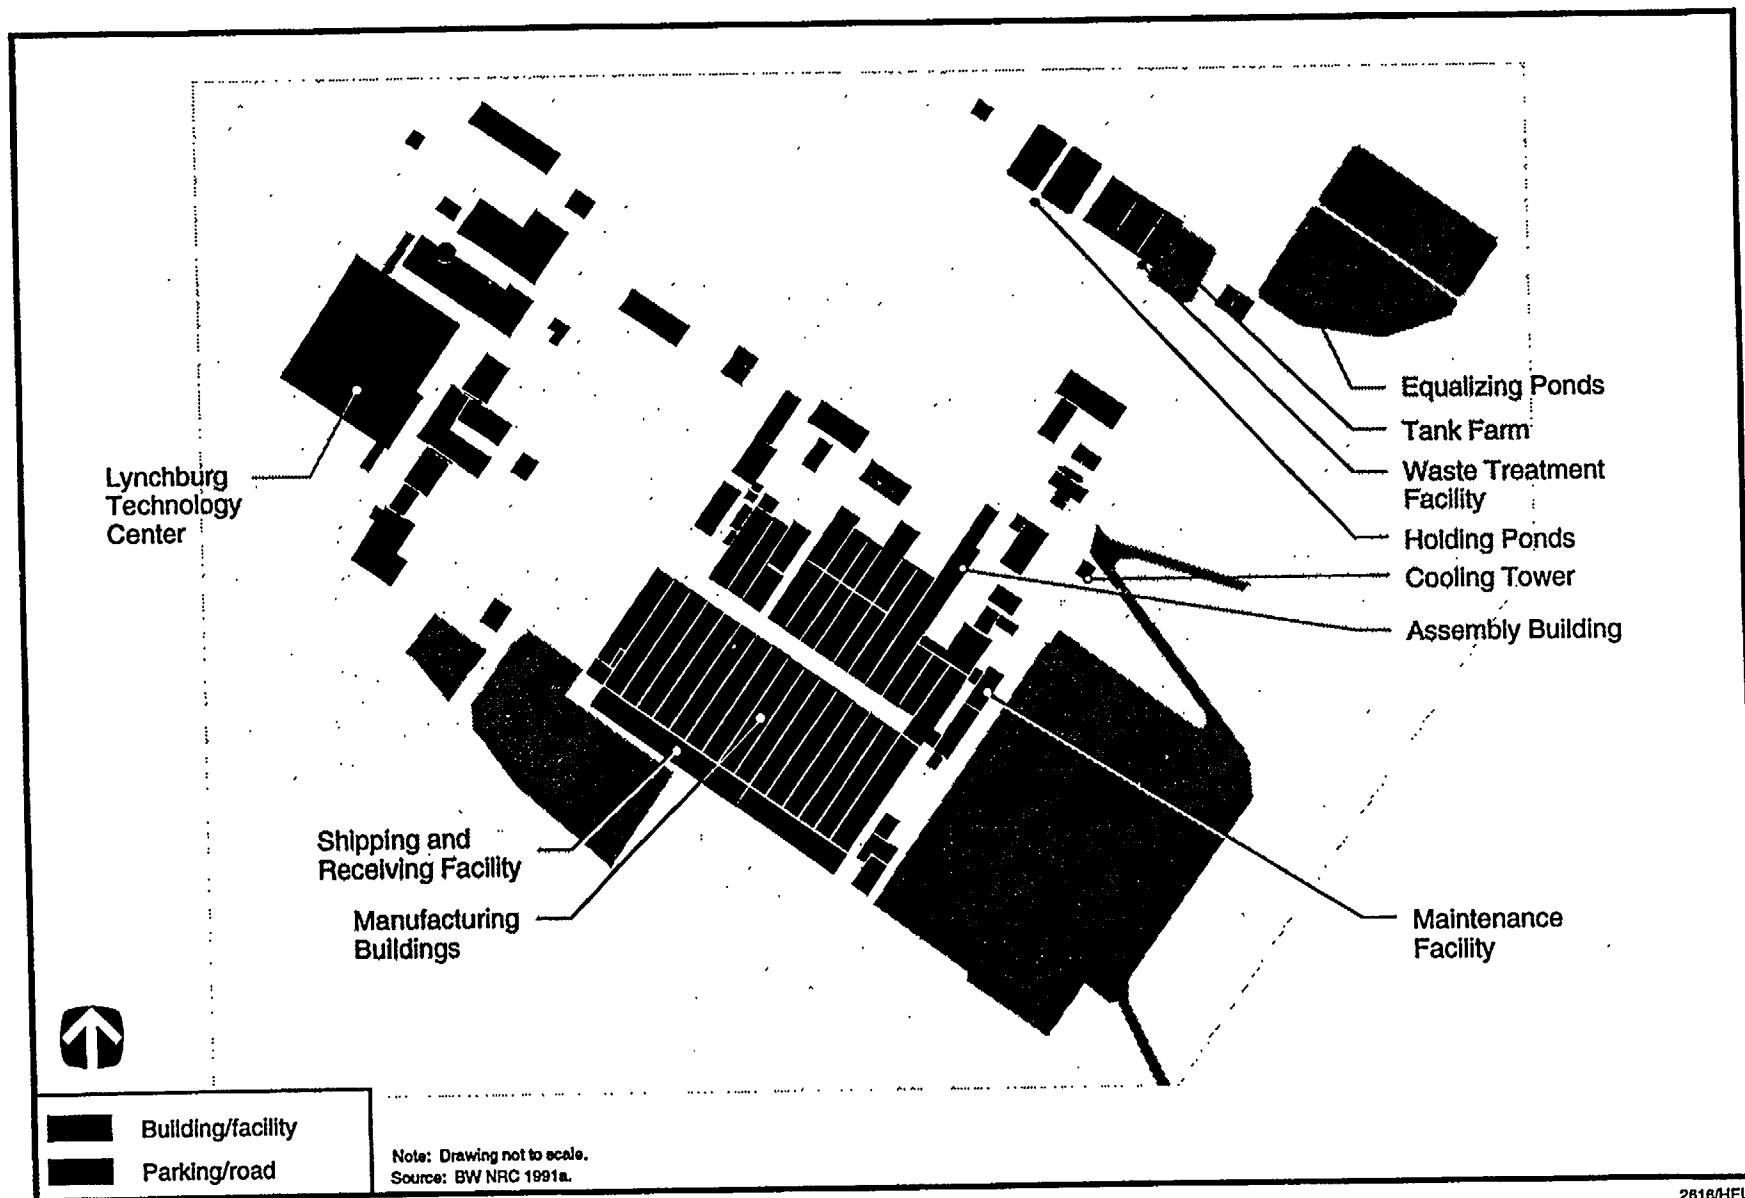 Equalizing Ponds
Tank Farm
Waste Treatment
Facility
Holding Ponds
Cooling Tower
Assembly Building
Lynchburg
Technology
Center
Shipping and
Receiving Facility
Manufacturing
Buildings
Maintenance
Facility
Building/facility
Parking/road
Note: Drawing not to scale.
Source: BW NRC 1991a.